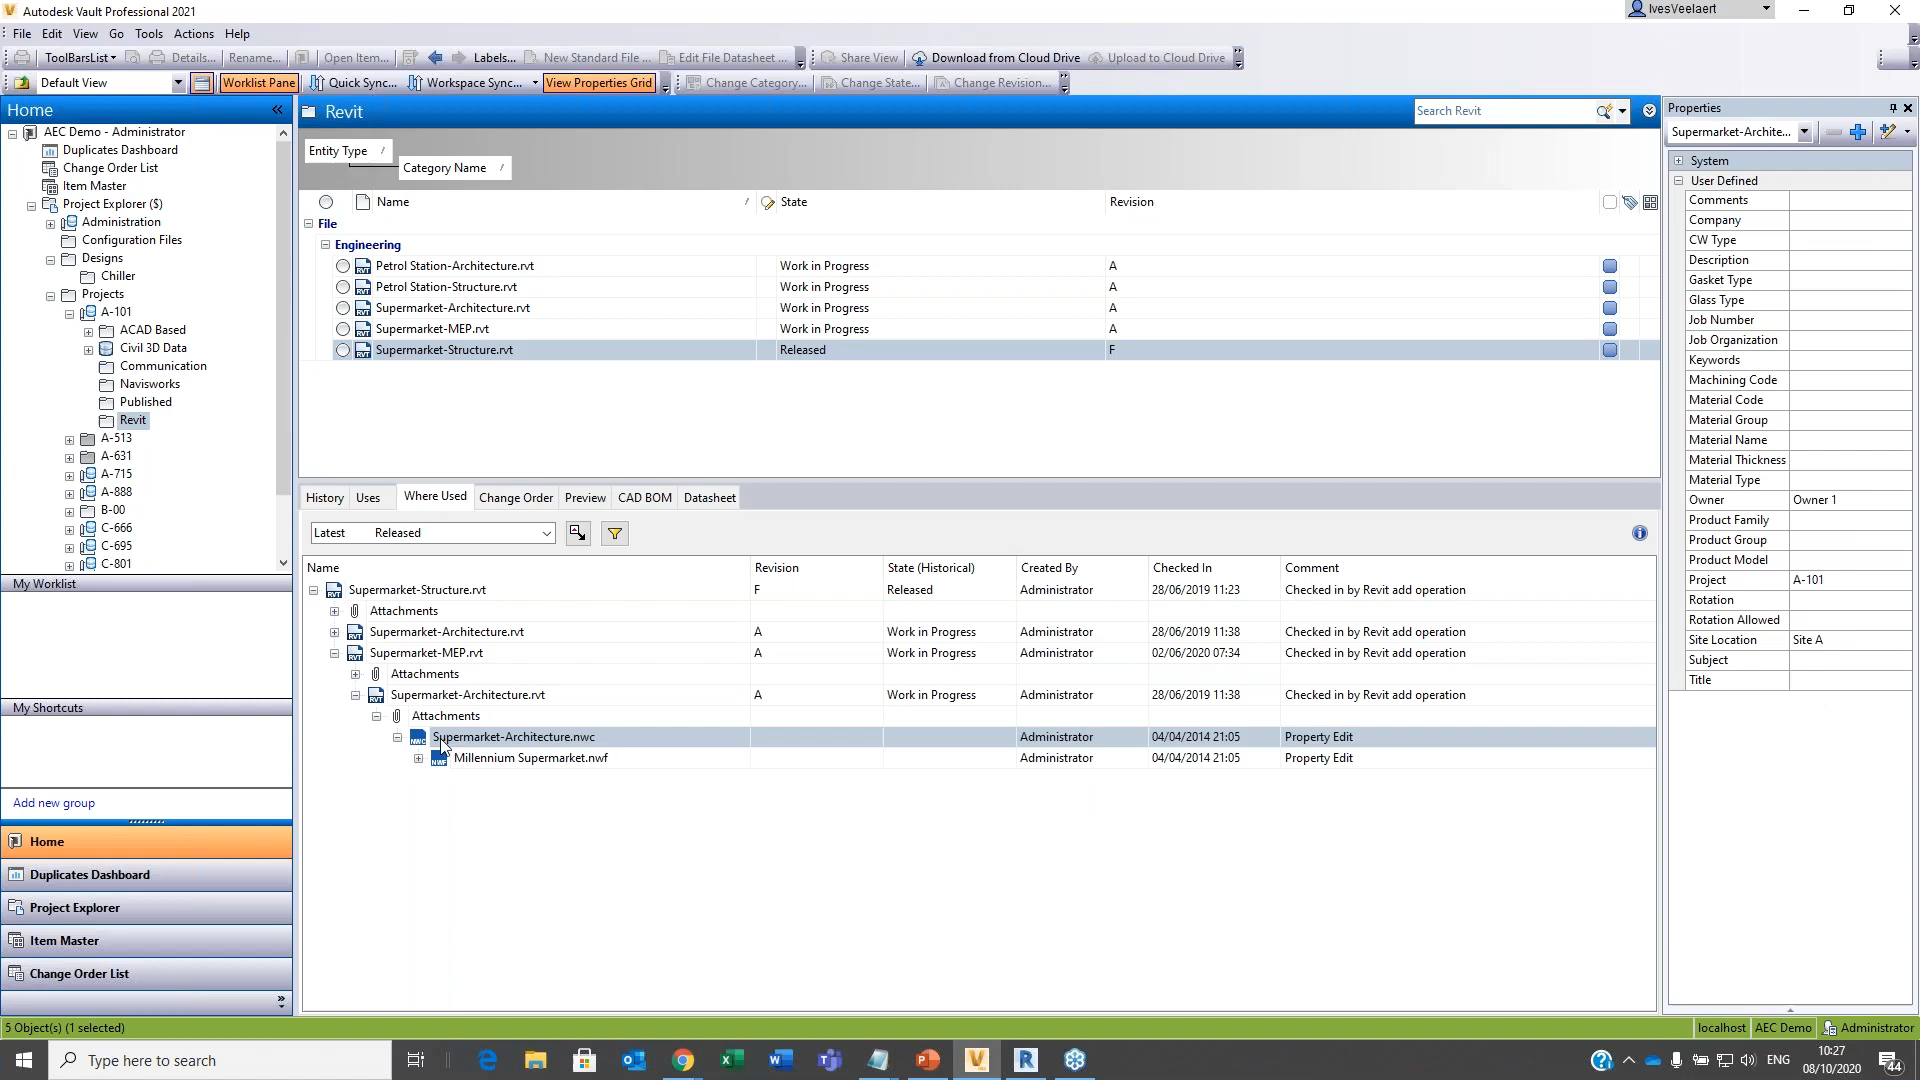 Autodesk Vault Professional 2021
IvesVeelaert
File Edit View Go Tools Actions Help
ToolBarsList Details... Rename... Open Item... Labels... New Standard File ... Edit File Datasheet ... Share View Download from Cloud Drive Upload to Cloud Drive
Default View Worklist Pane Quick Sync... Workspace Sync... View Properties Grid Change Category... Change State... Change Revision...
Home
AEC Demo - Administrator
Duplicates Dashboard
Change Order List
Item Master
Project Explorer ($)
Administration
Configuration Files
Designs
Chiller
Projects
A-101
ACAD Based
Civil 3D Data
Communication
Navisworks
Published
Revit
A-513
A-631
A-715
A-888
B-00
C-666
C-695
C-801
My Worklist
My Shortcuts
Add new group
Home
Duplicates Dashboard
Project Explorer
Item Master
Change Order List
Revit
Search Revit
Entity Type /
Category Name /
Name / State Revision
File
Engineering
Petrol Station-Architecture.rvt Work in Progress A
Petrol Station-Structure.rvt Work in Progress A
Supermarket-Architecture.rvt Work in Progress A
Supermarket-MEP.rvt Work in Progress A
Supermarket-Structure.rvt Released F
History Uses Where Used Change Order Preview CAD BOM Datasheet
Latest Released
Name Revision State (Historical) Created By Checked In Comment
Supermarket-Structure.rvt F Released Administrator 28/06/2019 11:23 Checked in by Revit add operation
Attachments
Supermarket-Architecture.rvt A Work in Progress Administrator 28/06/2019 11:38 Checked in by Revit add operation
Supermarket-MEP.rvt A Work in Progress Administrator 02/06/2020 07:34 Checked in by Revit add operation
Attachments
Supermarket-Architecture.rvt A Work in Progress Administrator 28/06/2019 11:38 Checked in by Revit add operation
Attachments
Supermarket-Architecture.nwc Administrator 04/04/2014 21:05 Property Edit
Millennium Supermarket.nwf Administrator 04/04/2014 21:05 Property Edit
Properties
Supermarket-Archite...
System
User Defined
Comments
Company
CW Type
Description
Gasket Type
Glass Type
Job Number
Job Organization
Keywords
Machining Code
Material Code
Material Group
Material Name
Material Thickness
Material Type
Owner Owner 1
Product Family
Product Group
Product Model
Project A-101
Rotation
Rotation Allowed
Site Location Site A
Subject
Title
5 Object(s) (1 selected)
localhost AEC Demo Administrator
Type here to search
ENG
10:27
08/10/2020
44